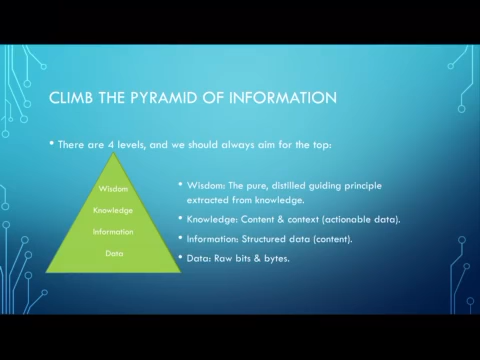 CLIMB THE PYRAMID OF INFORMATION
• There are 4 levels, and we should always aim for the top:
Wisdom
Knowledge
Information
Data
• Wisdom: The pure, distilled guiding principle
extracted from knowledge.
• Knowledge: Content & context (actionable data).
• Information: Structured data (content).
• Data: Raw bits & bytes.